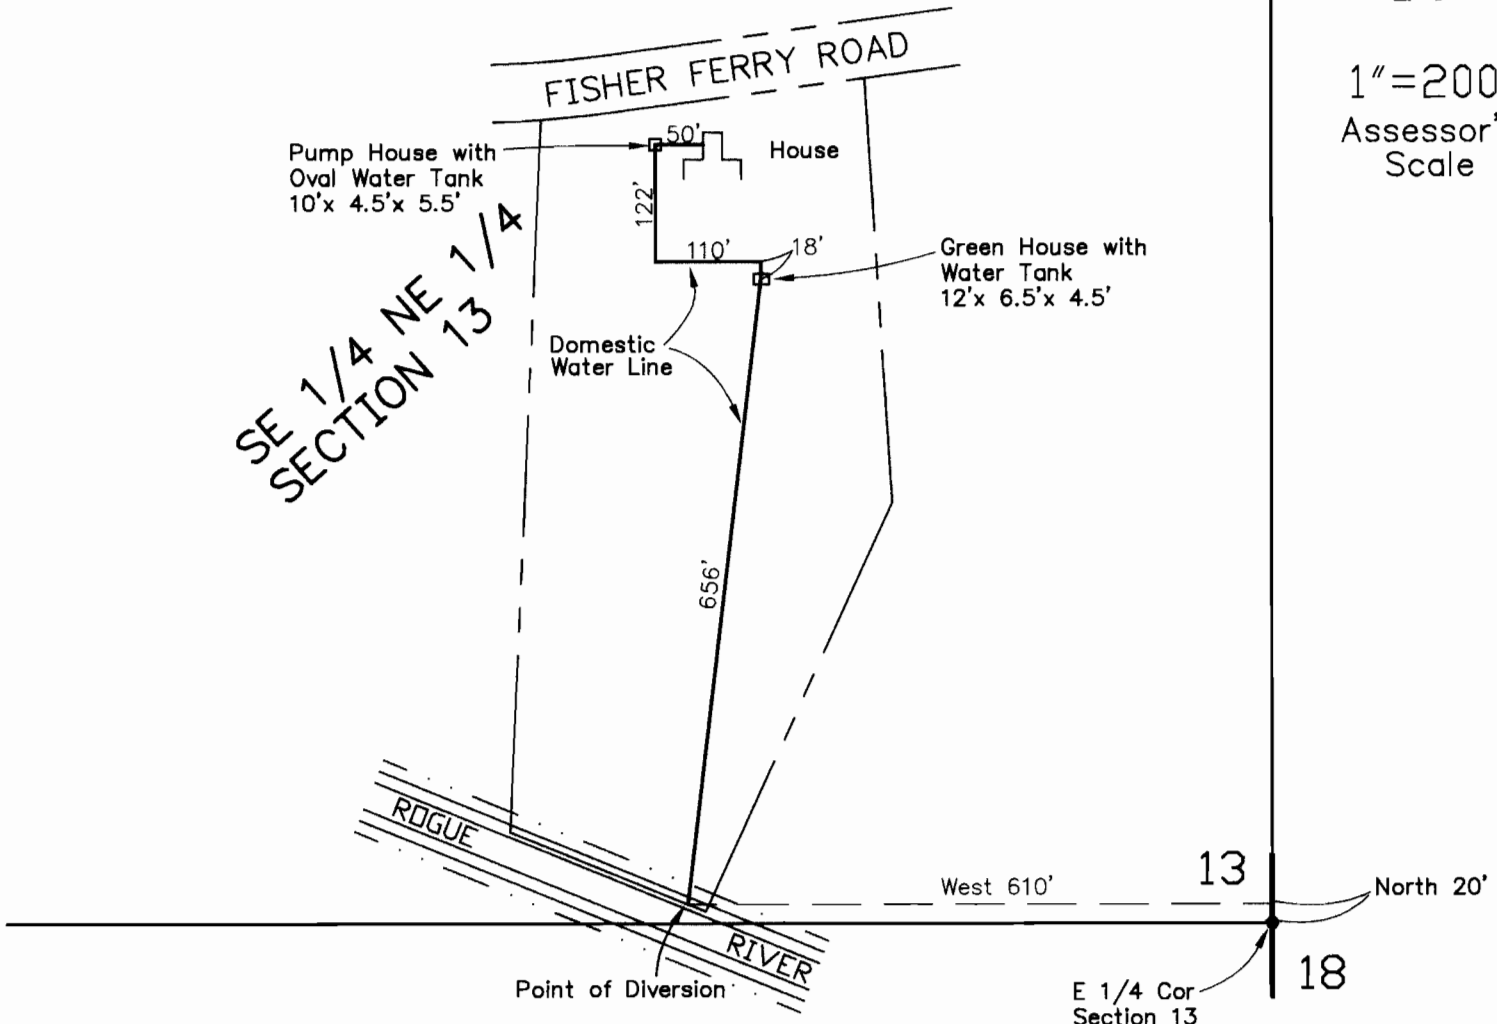 FISHER FERRY ROAD
1"=200
Assessor'
Scale
50'
House
Pump House with
Oval Water Tank
10'x 4.5'x 5.5'
122'
110'
18'
Green House with
Water Tank
12'x 6.5'x 4.5'
SE 1/4 NE 1/4
SECTION 13
Domestic
Water Line
656'
ROGUE
RIVER
West 610'
13
North 20'
18
Point of Diversion
E 1/4 Cor
Section 13